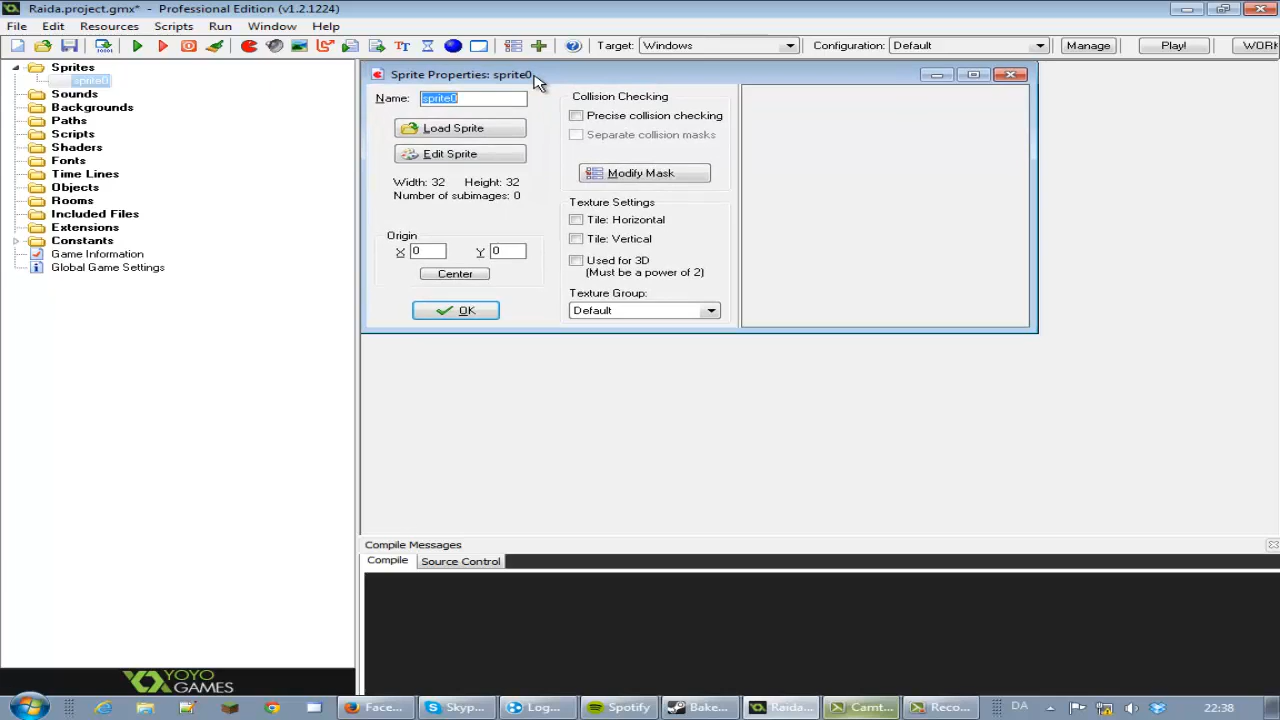 Raida.project.gmx* - Professional Edition (v1.2.1224)
File Edit Resources Scripts Run Window Help
Target: Windows Configuration: Default Manage Play! WOR
Sprites
sprite0
Sounds
Backgrounds
Paths
Scripts
Shaders
Fonts
Time Lines
Objects
Rooms
Included Files
Extensions
Constants
Game Information
Global Game Settings
Sprite Properties: sprite0
Name: sprite0
Load Sprite
Edit Sprite
Width: 32 Height: 32
Number of subimages: 0
Origin
X 0 Y 0
Center
OK
Collision Checking
Precise collision checking
Separate collision masks
Modify Mask
Texture Settings
Tile: Horizontal
Tile: Vertical
Used for 3D
(Must be a power of 2)
Texture Group:
Default
Compile Messages
Compile Source Control
YOYO
GAMES
Face... Skyp... Log... Spotify Bake... Raida... Camt... Reco... DA 22:38